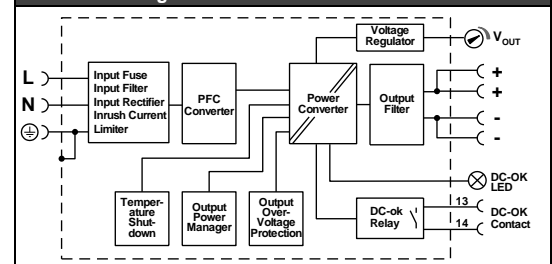 Voltage
Regulator
VOUT
L
N
Input Fuse
Input Filter
Input Rectifier
Inrush Current
Limiter
PFC
Converter
Power
Converter
Output
Filter
+
+
-
-
DC-OK
LED
Temper-
ature
Shut-
down
Output
Power
Manager
Output
Over-
Voltage
Protection
DC-ok
Relay
13
14
DC-OK
Contact